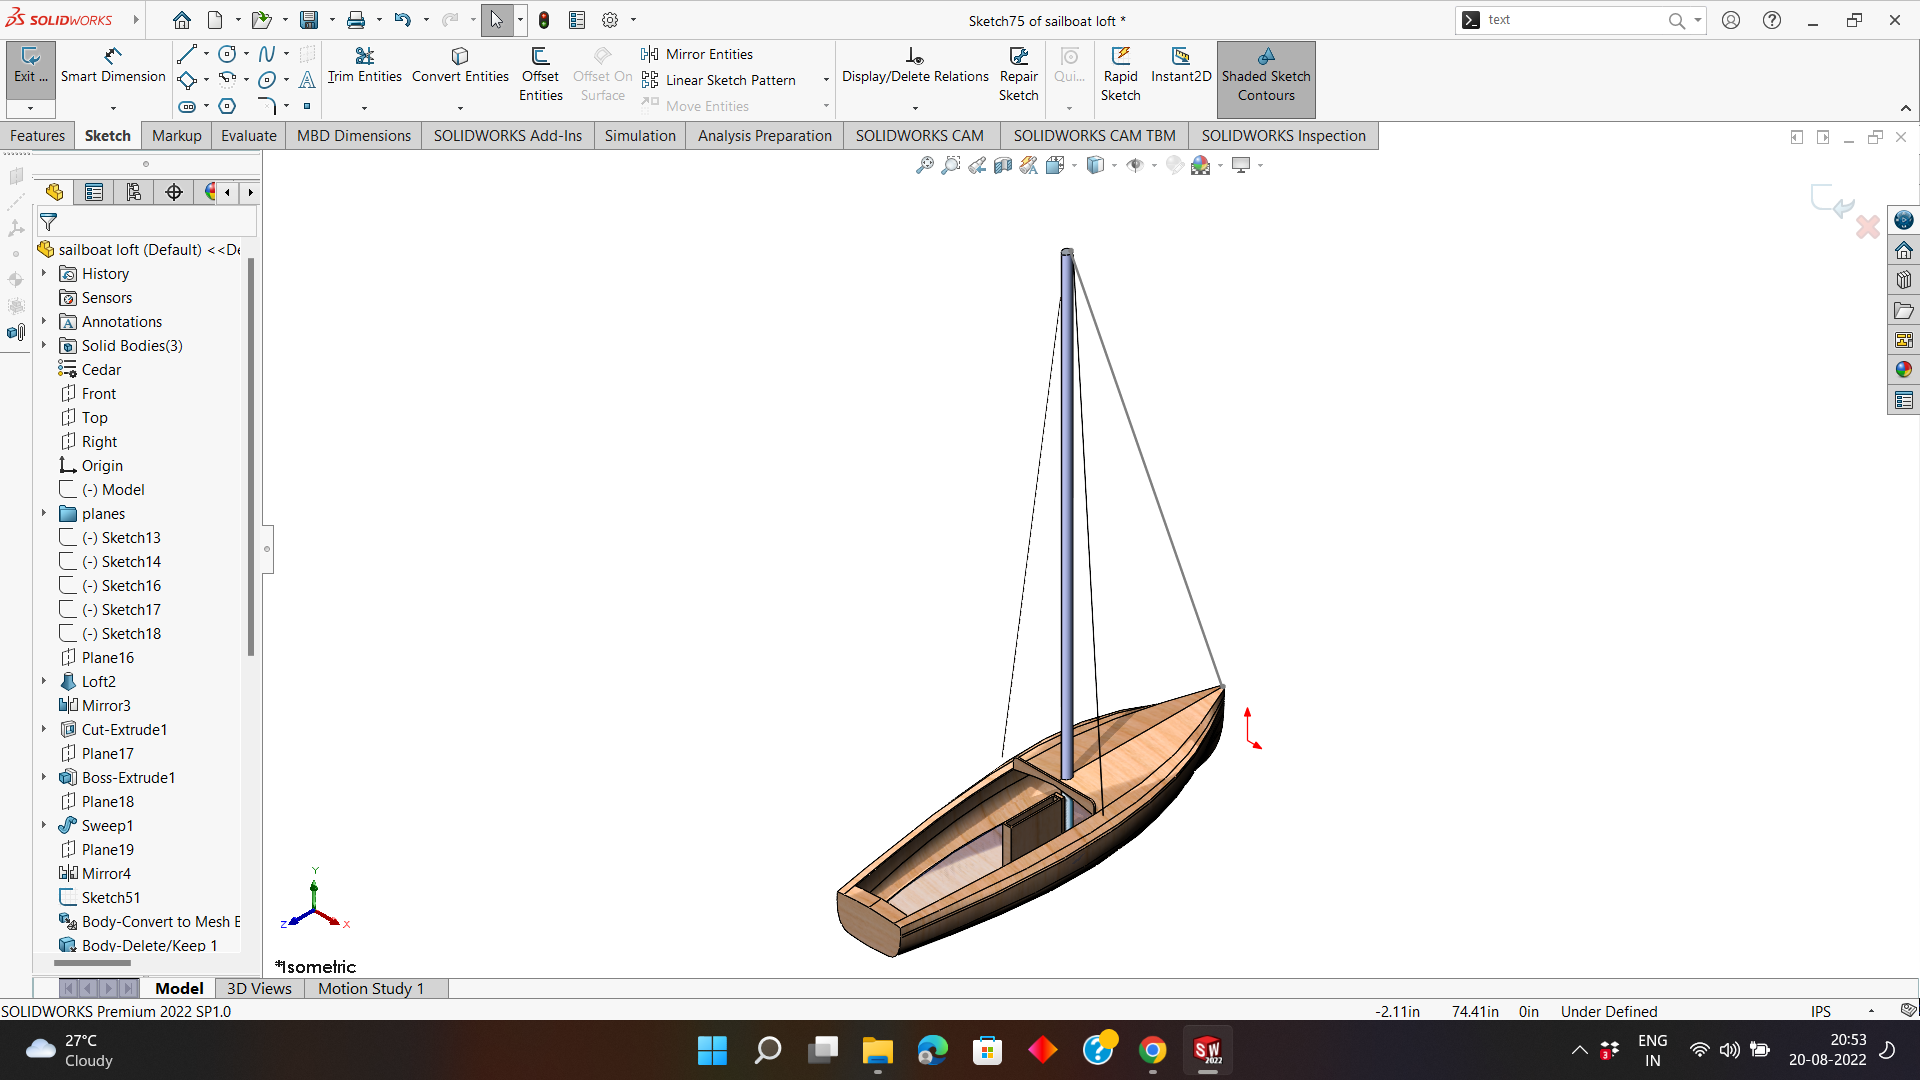 SOLIDWORKS
Sketch75 of sailboat loft *
text
Exit ...
Smart Dimension
Trim Entities
Convert Entities
Offset
Entities
Offset On
Surface
Mirror Entities
Linear Sketch Pattern
Move Entities
Display/Delete Relations
Repair
Sketch
Qui...
Rapid
Sketch
Instant2D
Shaded Sketch
Contours
Features
Sketch
Markup
Evaluate
MBD Dimensions
SOLIDWORKS Add-Ins
Simulation
Analysis Preparation
SOLIDWORKS CAM
SOLIDWORKS CAM TBM
SOLIDWORKS Inspection
sailboat loft (Default) <<De
History
Sensors
Annotations
Solid Bodies(3)
Cedar
Front
Top
Right
Origin
(-) Model
planes
(-) Sketch13
(-) Sketch14
(-) Sketch16
(-) Sketch17
(-) Sketch18
Plane16
Loft2
Mirror3
Cut-Extrude1
Plane17
Boss-Extrude1
Plane18
Sweep1
Plane19
Mirror4
Sketch51
Body-Convert to Mesh E
Body-Delete/Keep 1
Y
Z
X
*Isometric
Model
3D Views
Motion Study 1
SOLIDWORKS Premium 2022 SP1.0
-2.11in
74.41in
0in
Under Defined
IPS
27°C
Cloudy
SW
2022
3
ENG
IN
20:53
20-08-2022